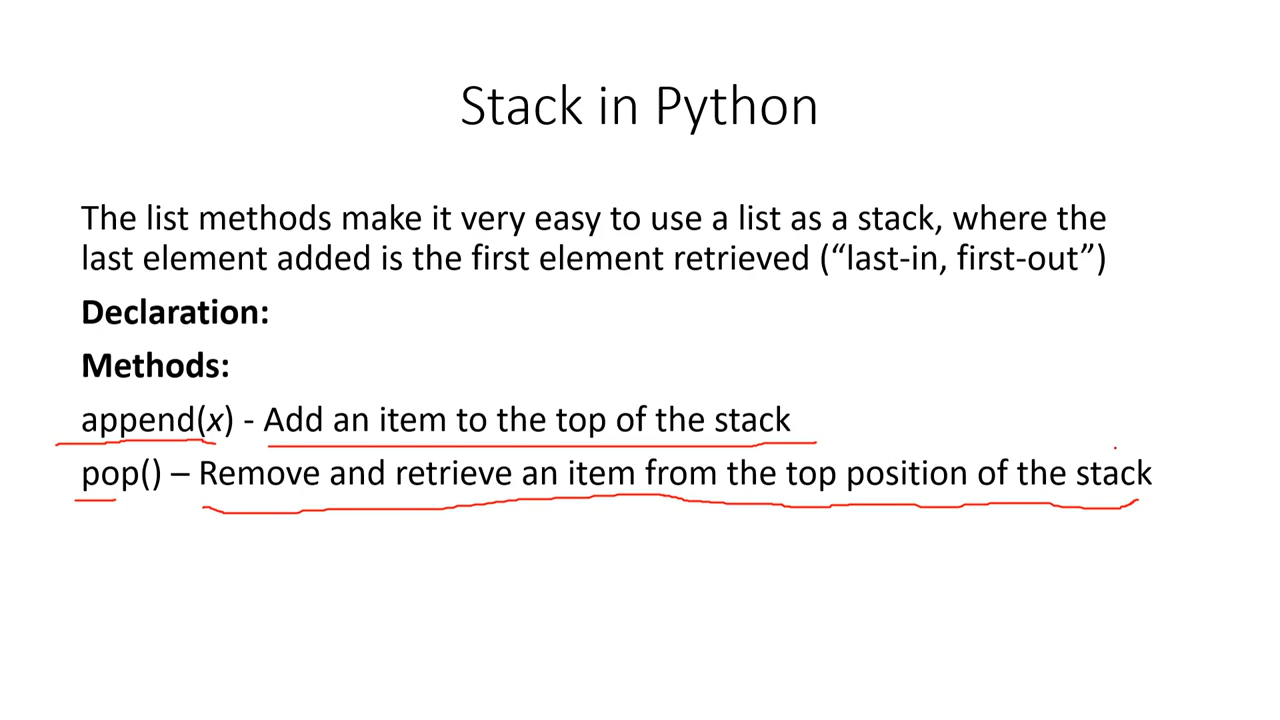 Stack in Python
The list methods make it very easy to use a list as a stack, where the
last element added is the first element retrieved (“last-in, first-out”)
Declaration:
Methods:
append(x) - Add an item to the top of the stack
pop() – Remove and retrieve an item from the top position of the stack